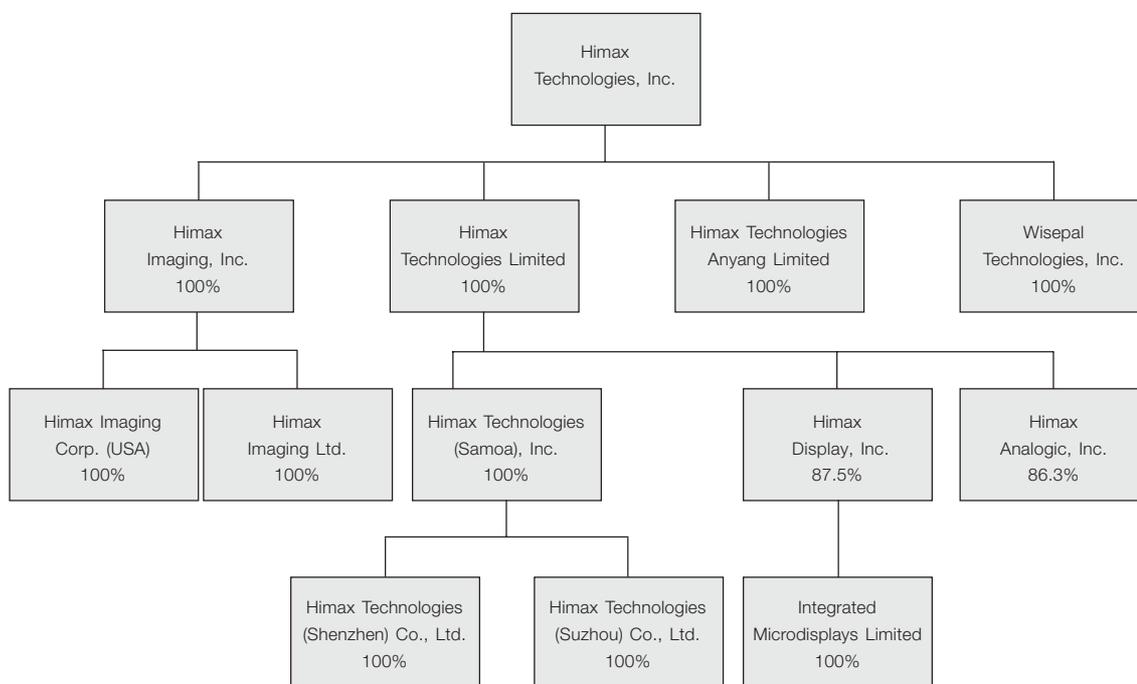 Himax
Technologies, Inc.
Himax
Imaging, Inc.
100%
Himax
Technologies Limited
100%
Himax Technologies
Anyang Limited
100%
Wisepal
Technologies, Inc.
100%
Himax Imaging
Corp. (USA)
100%
Himax
Imaging Ltd.
100%
Himax Technologies
(Samoa), Inc.
100%
Himax
Display, Inc.
87.5%
Himax
Analogic, Inc.
86.3%
Himax Technologies
(Shenzhen) Co., Ltd.
100%
Himax Technologies
(Suzhou) Co., Ltd.
100%
Integrated
Microdisplays Limited
100%